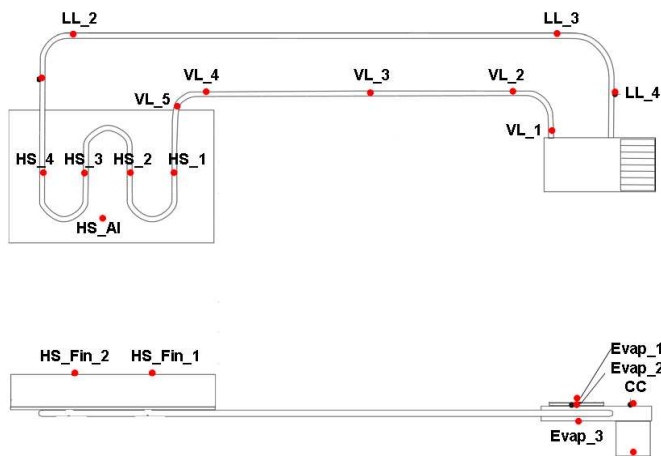 LL_2
LL_3
VL_4
VL_3
VL_2
VL_5
LL_4
VL_1
HS_4
HS_3
HS_2
HS_1
HS_Al
HS_Fin_2
HS_Fin_1
Evap_1
Evap_2
CC
Evap_3